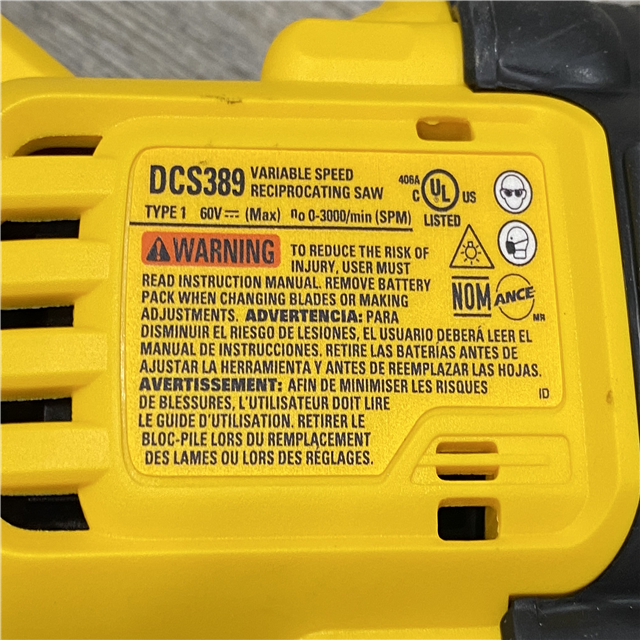 DCS389 VARIABLE SPEED
RECIPROCATING SAW
406A
C UL US
LISTED
TYPE 1 60V⎓ (Max) no 0-3000/min (SPM)
WARNING TO REDUCE THE RISK OF
INJURY, USER MUST
READ INSTRUCTION MANUAL. REMOVE BATTERY
PACK WHEN CHANGING BLADES OR MAKING
ADJUSTMENTS. ADVERTENCIA: PARA
DISMINUIR EL RIESGO DE LESIONES, EL USUARIO DEBERÁ LEER EL
MANUAL DE INSTRUCCIONES. RETIRE LAS BATERÍAS ANTES DE
AJUSTAR LA HERRAMIENTA Y ANTES DE REEMPLAZAR LAS HOJAS.
AVERTISSEMENT: AFIN DE MINIMISER LES RISQUES
DE BLESSURES, L'UTILISATEUR DOIT LIRE
LE GUIDE D'UTILISATION. RETIRER LE
BLOC-PILE LORS DU REMPLACEMENT
DES LAMES OU LORS DES RÉGLAGES.
NOM ANCE
MR
ID